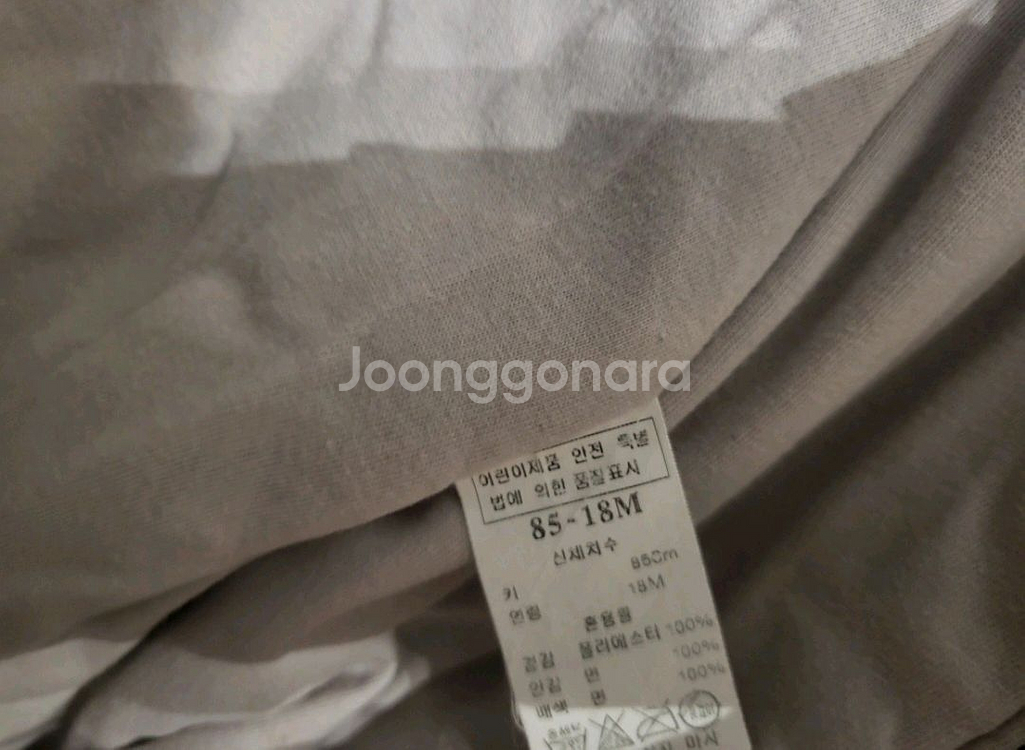 Joonggonara
어린이제품 안전 특별
법에 의한 품질표시
85-18M
신체치수
키 85Cm
연령 18M
혼용율
겉감 폴리에스터 100%
안감 면 100%
배색 면 100%